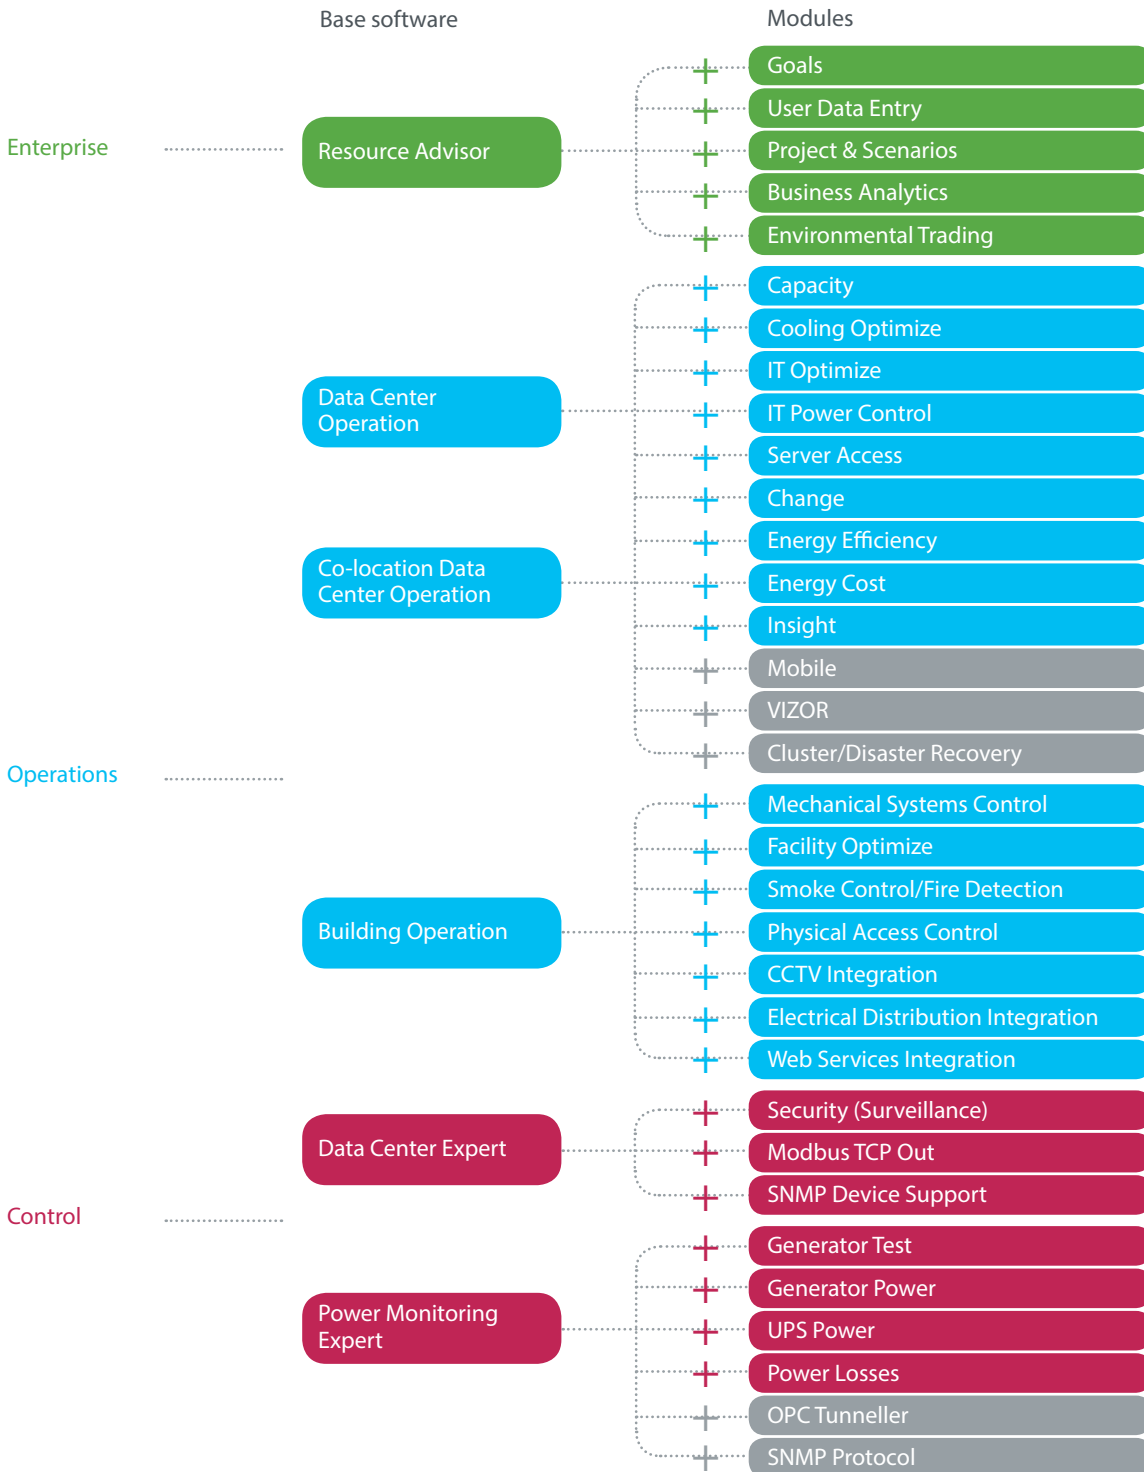 Base software
Modules
Enterprise
Resource Advisor
Goals
User Data Entry
Project & Scenarios
Business Analytics
Environmental Trading
Operations
Data Center
Operation
Co-location Data
Center Operation
Capacity
Cooling Optimize
IT Optimize
IT Power Control
Server Access
Change
Energy Efficiency
Energy Cost
Insight
Mobile
VIZOR
Cluster/Disaster Recovery
Building Operation
Mechanical Systems Control
Facility Optimize
Smoke Control/Fire Detection
Physical Access Control
CCTV Integration
Electrical Distribution Integration
Web Services Integration
Control
Data Center Expert
Security (Surveillance)
Modbus TCP Out
SNMP Device Support
Power Monitoring
Expert
Generator Test
Generator Power
UPS Power
Power Losses
OPC Tunneller
SNMP Protocol